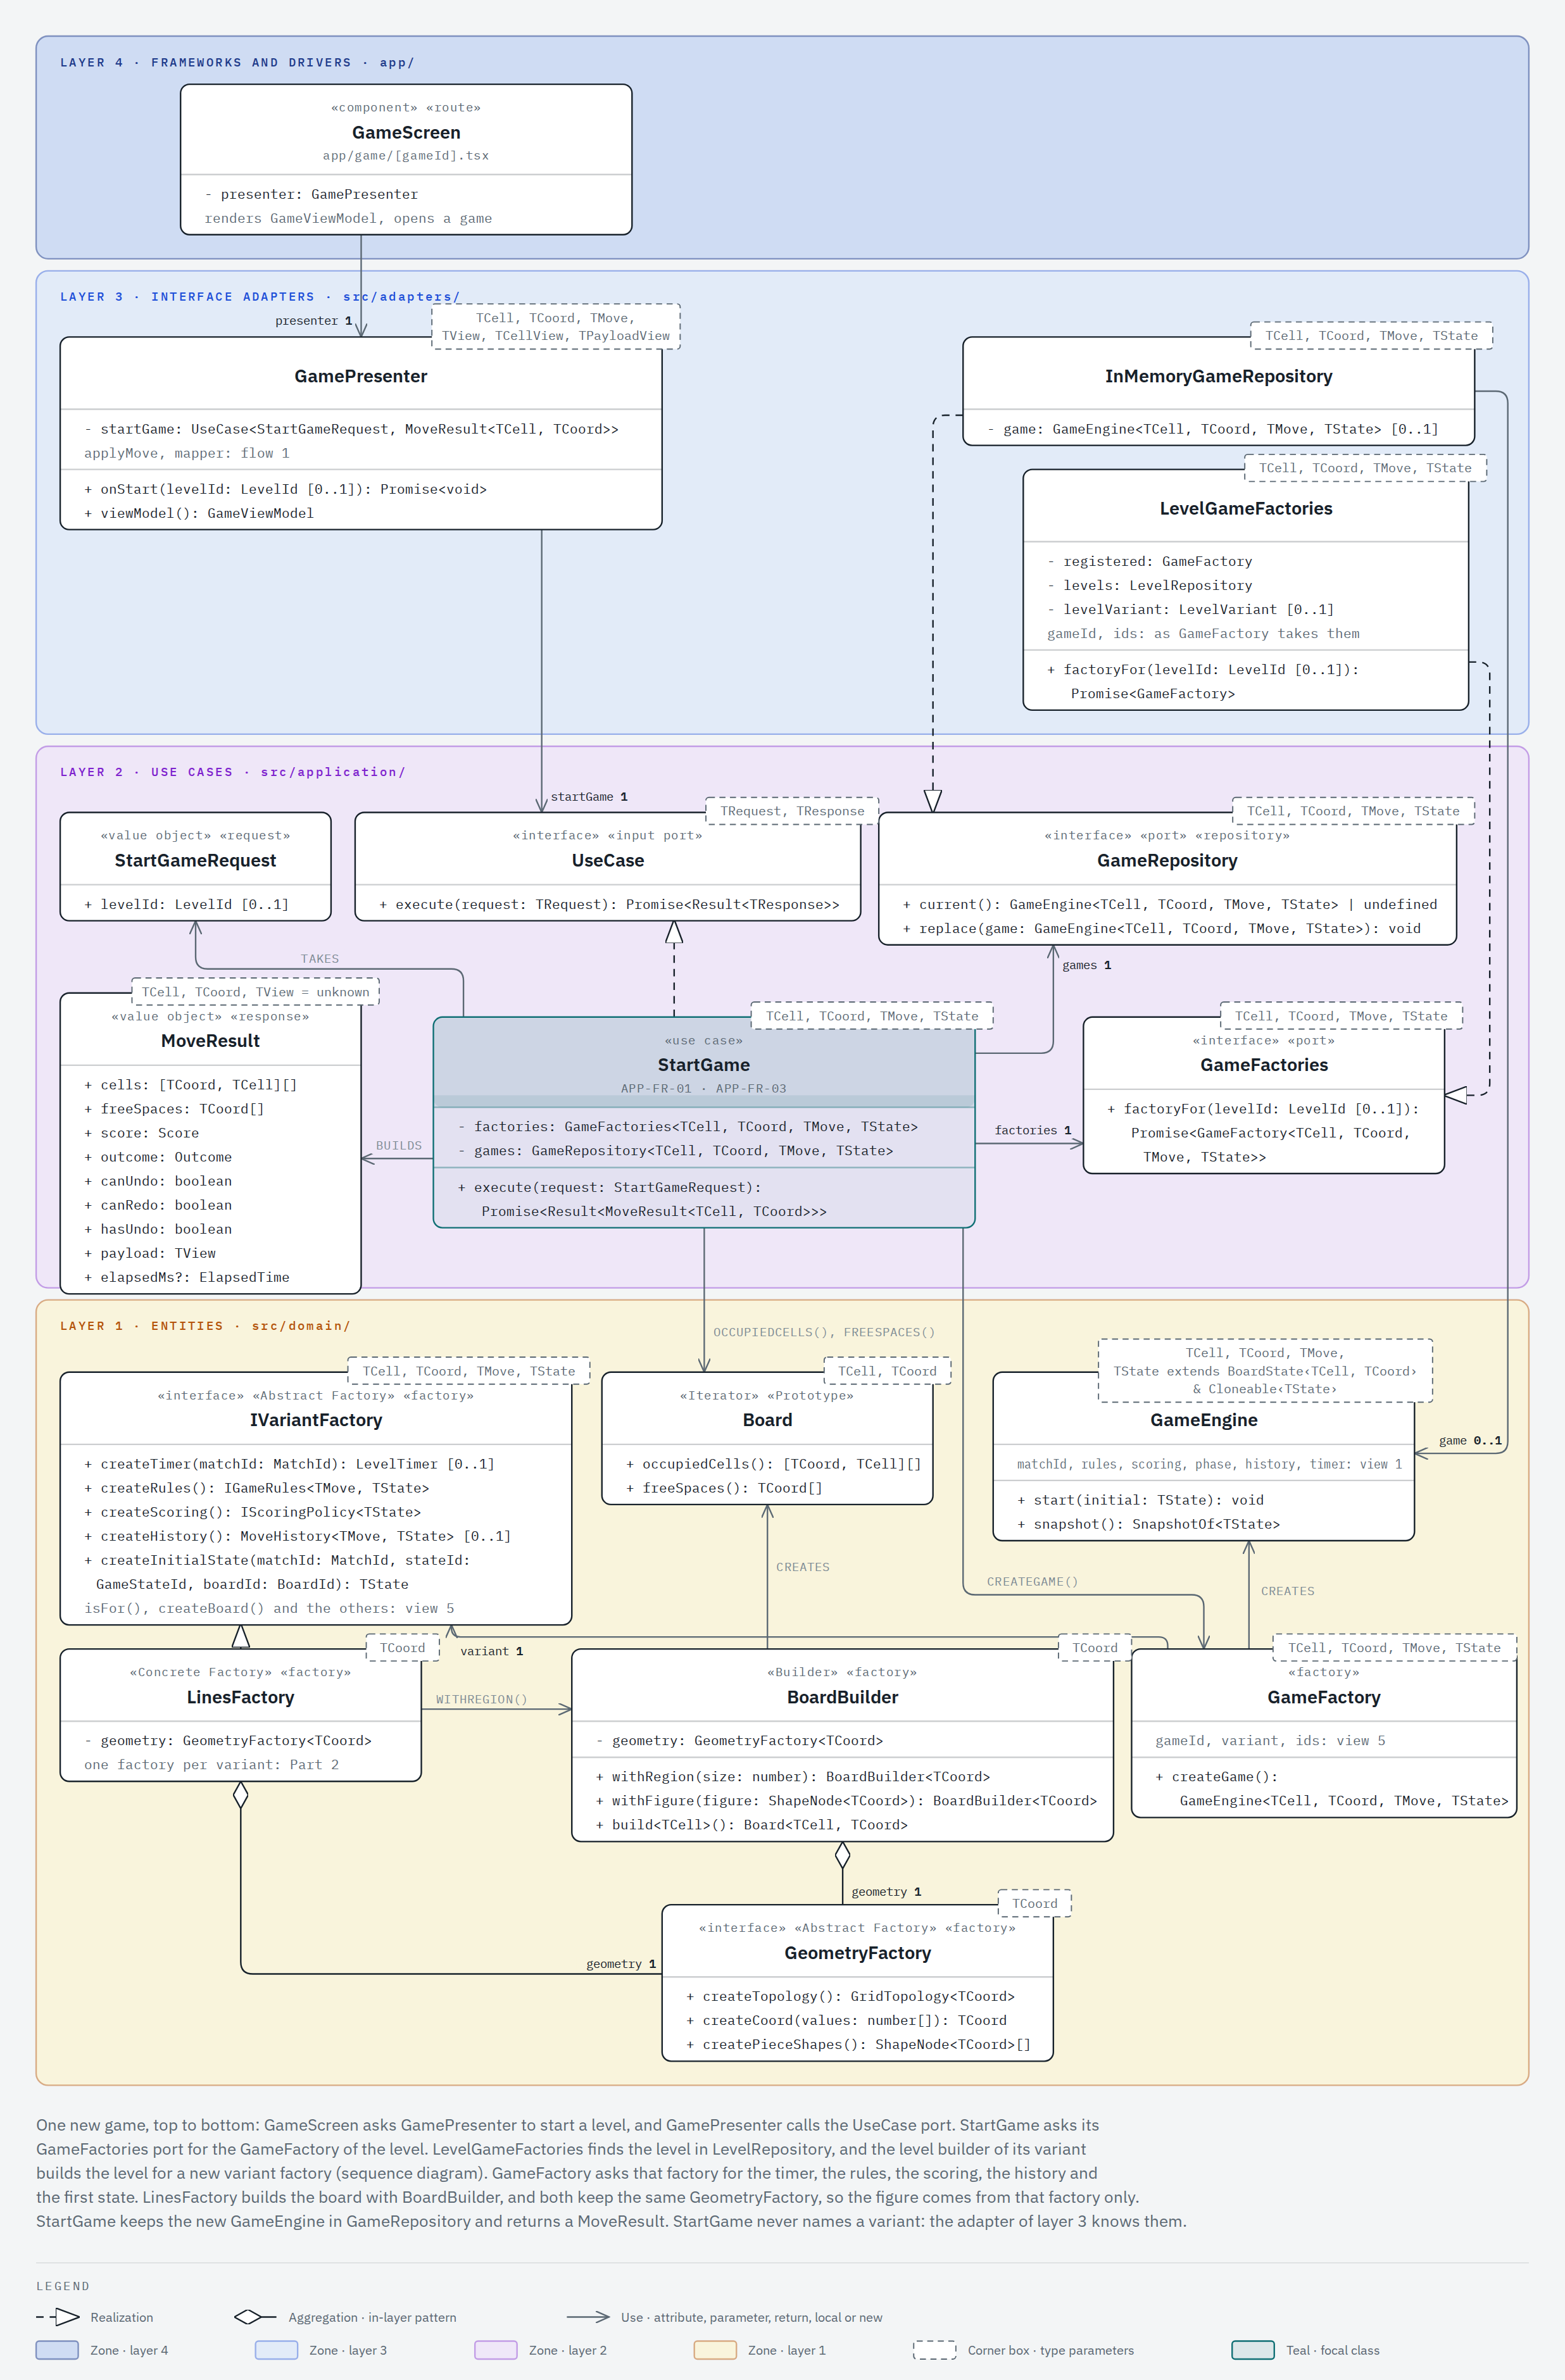 LAYER 4 · FRAMEWORKS AND DRIVERS · app/
«component» «route»
GameScreen
app/game/[gameId].tsx
- presenter: GamePresenter
renders GameViewModel, opens a game
LAYER 3 · INTERFACE ADAPTERS · src/adapters/
presenter 1
TCell, TCoord, TMove,
TView, TCellView, TPayloadView
GamePresenter
- startGame: UseCase<StartGameRequest, MoveResult<TCell, TCoord>>
applyMove, mapper: flow 1
+ onStart(levelId: LevelId [0..1]): Promise<void>
+ viewModel(): GameViewModel
TCell, TCoord, TMove, TState
InMemoryGameRepository
- game: GameEngine<TCell, TCoord, TMove, TState> [0..1]
TCell, TCoord, TMove, TState
LevelGameFactories
- registered: GameFactory
- levels: LevelRepository
- levelVariant: LevelVariant [0..1]
gameId, ids: as GameFactory takes them
+ factoryFor(levelId: LevelId [0..1]):
Promise<GameFactory>
LAYER 2 · USE CASES · src/application/
startGame 1
«value object» «request»
StartGameRequest
+ levelId: LevelId [0..1]
TRequest, TResponse
«interface» «input port»
UseCase
+ execute(request: TRequest): Promise<Result<TResponse>>
TCell, TCoord, TMove, TState
«interface» «port» «repository»
GameRepository
+ current(): GameEngine<TCell, TCoord, TMove, TState> | undefined
+ replace(game: GameEngine<TCell, TCoord, TMove, TState>): void
TAKES
games 1
TCell, TCoord, TView = unknown
«value object» «response»
MoveResult
+ cells: [TCoord, TCell][]
+ freeSpaces: TCoord[]
+ score: Score
+ outcome: Outcome
+ canUndo: boolean
+ canRedo: boolean
+ hasUndo: boolean
+ payload: TView
+ elapsedMs?: ElapsedTime
BUILDS
TCell, TCoord, TMove, TState
«use case»
StartGame
APP-FR-01 · APP-FR-03
- factories: GameFactories<TCell, TCoord, TMove, TState>
- games: GameRepository<TCell, TCoord, TMove, TState>
+ execute(request: StartGameRequest):
Promise<Result<MoveResult<TCell, TCoord>>>
factories 1
TCell, TCoord, TMove, TState
«interface» «port»
GameFactories
+ factoryFor(levelId: LevelId [0..1]):
Promise<GameFactory<TCell, TCoord,
TMove, TState>>
LAYER 1 · ENTITIES · src/domain/
OCCUPIEDCELLS(), FREESPACES()
TCell, TCoord, TMove, TState
«interface» «Abstract Factory» «factory»
IVariantFactory
+ createTimer(matchId: MatchId): LevelTimer [0..1]
+ createRules(): IGameRules<TMove, TState>
+ createScoring(): IScoringPolicy<TState>
+ createHistory(): MoveHistory<TMove, TState> [0..1]
+ createInitialState(matchId: MatchId, stateId:
GameStateId, boardId: BoardId): TState
isFor(), createBoard() and the others: view 5
TCell, TCoord
«Iterator» «Prototype»
Board
+ occupiedCells(): [TCoord, TCell][]
+ freeSpaces(): TCoord[]
TCell, TCoord, TMove,
TState extends BoardState‹TCell, TCoord›
& Cloneable‹TState›
GameEngine
matchId, rules, scoring, phase, history, timer: view 1
+ start(initial: TState): void
+ snapshot(): SnapshotOf<TState>
game 0..1
CREATES
CREATEGAME()
CREATES
variant 1
TCoord
«Concrete Factory» «factory»
LinesFactory
- geometry: GeometryFactory<TCoord>
one factory per variant: Part 2
WITHREGION()
TCoord
«Builder» «factory»
BoardBuilder
- geometry: GeometryFactory<TCoord>
+ withRegion(size: number): BoardBuilder<TCoord>
+ withFigure(figure: ShapeNode<TCoord>): BoardBuilder<TCoord>
+ build<TCell>(): Board<TCell, TCoord>
TCell, TCoord, TMove, TState
«factory»
GameFactory
gameId, variant, ids: view 5
+ createGame():
GameEngine<TCell, TCoord, TMove, TState>
geometry 1
geometry 1
TCoord
«interface» «Abstract Factory» «factory»
GeometryFactory
+ createTopology(): GridTopology<TCoord>
+ createCoord(values: number[]): TCoord
+ createPieceShapes(): ShapeNode<TCoord>[]
One new game, top to bottom: GameScreen asks GamePresenter to start a level, and GamePresenter calls the UseCase port. StartGame asks its
GameFactories port for the GameFactory of the level. LevelGameFactories finds the level in LevelRepository, and the level builder of its variant
builds the level for a new variant factory (sequence diagram). GameFactory asks that factory for the timer, the rules, the scoring, the history and
the first state. LinesFactory builds the board with BoardBuilder, and both keep the same GeometryFactory, so the figure comes from that factory only.
StartGame keeps the new GameEngine in GameRepository and returns a MoveResult. StartGame never names a variant: the adapter of layer 3 knows them.
LEGEND
Realization
Aggregation · in-layer pattern
Use · attribute, parameter, return, local or new
Zone · layer 4
Zone · layer 3
Zone · layer 2
Zone · layer 1
Corner box · type parameters
Teal · focal class